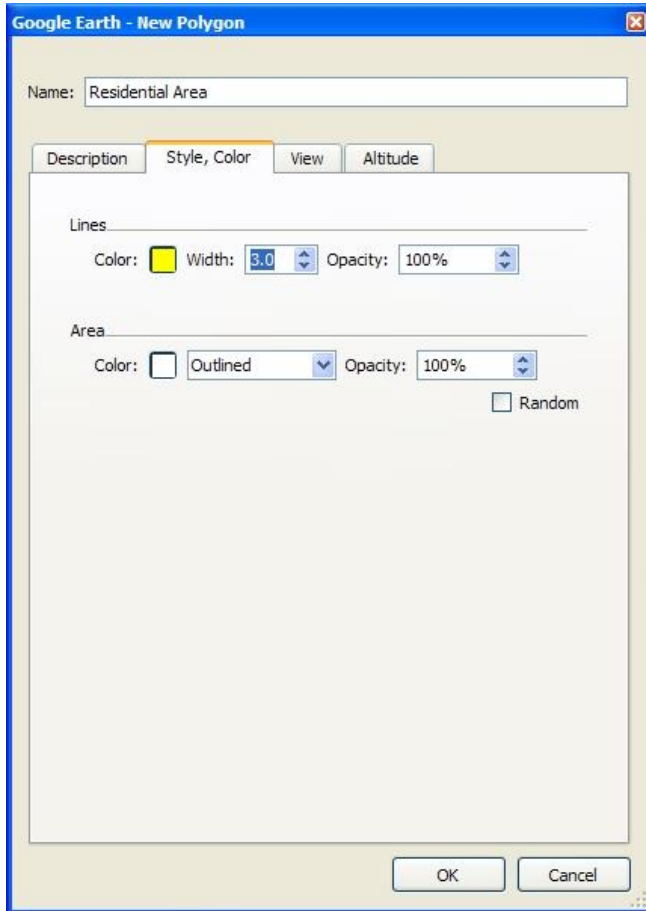 Google Earth - New Polygon
Name: Residential Area
Description Style, Color View Altitude
Lines
Color: Width: 3.0 Opacity: 100%
Area
Color: Outlined Opacity: 100%
Random
OK Cancel